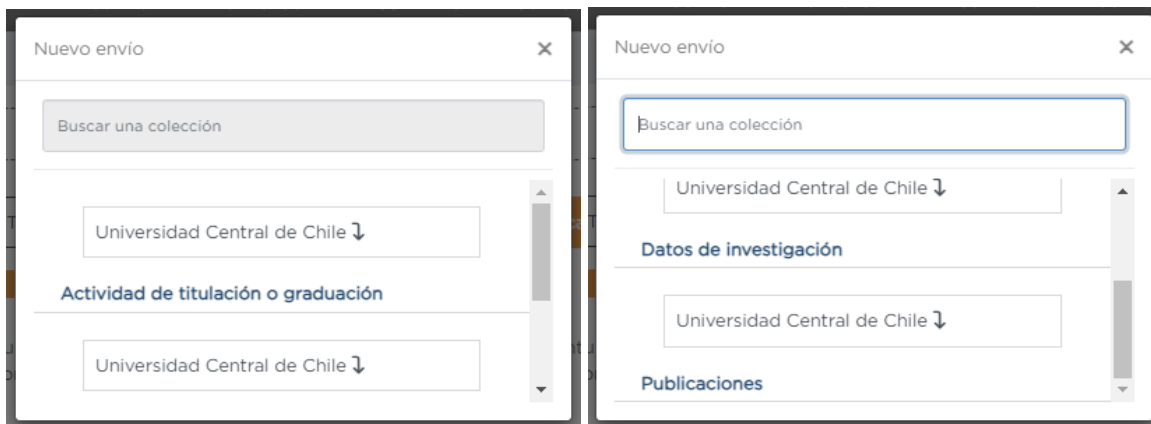 Nuevo envío
Buscar una colección
Universidad Central de Chile
Actividad de titulación o graduación
Universidad Central de Chile
Nuevo envío
Buscar una colección
Universidad Central de Chile
Datos de investigación
Universidad Central de Chile
Publicaciones